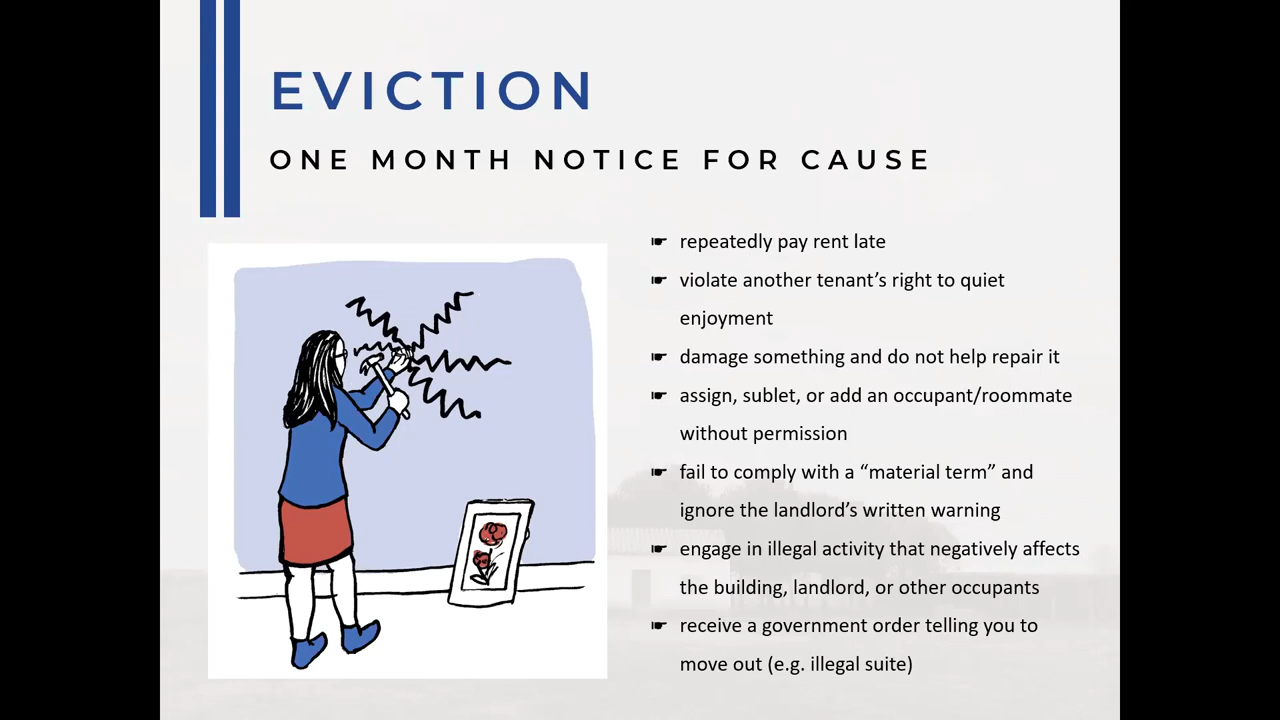 EVICTION
ONE MONTH NOTICE FOR CAUSE
☛ repeatedly pay rent late
☛ violate another tenant’s right to quiet
enjoyment
☛ damage something and do not help repair it
☛ assign, sublet, or add an occupant/roommate
without permission
☛ fail to comply with a “material term” and
ignore the landlord’s written warning
☛ engage in illegal activity that negatively affects
the building, landlord, or other occupants
☛ receive a government order telling you to
move out (e.g. illegal suite)